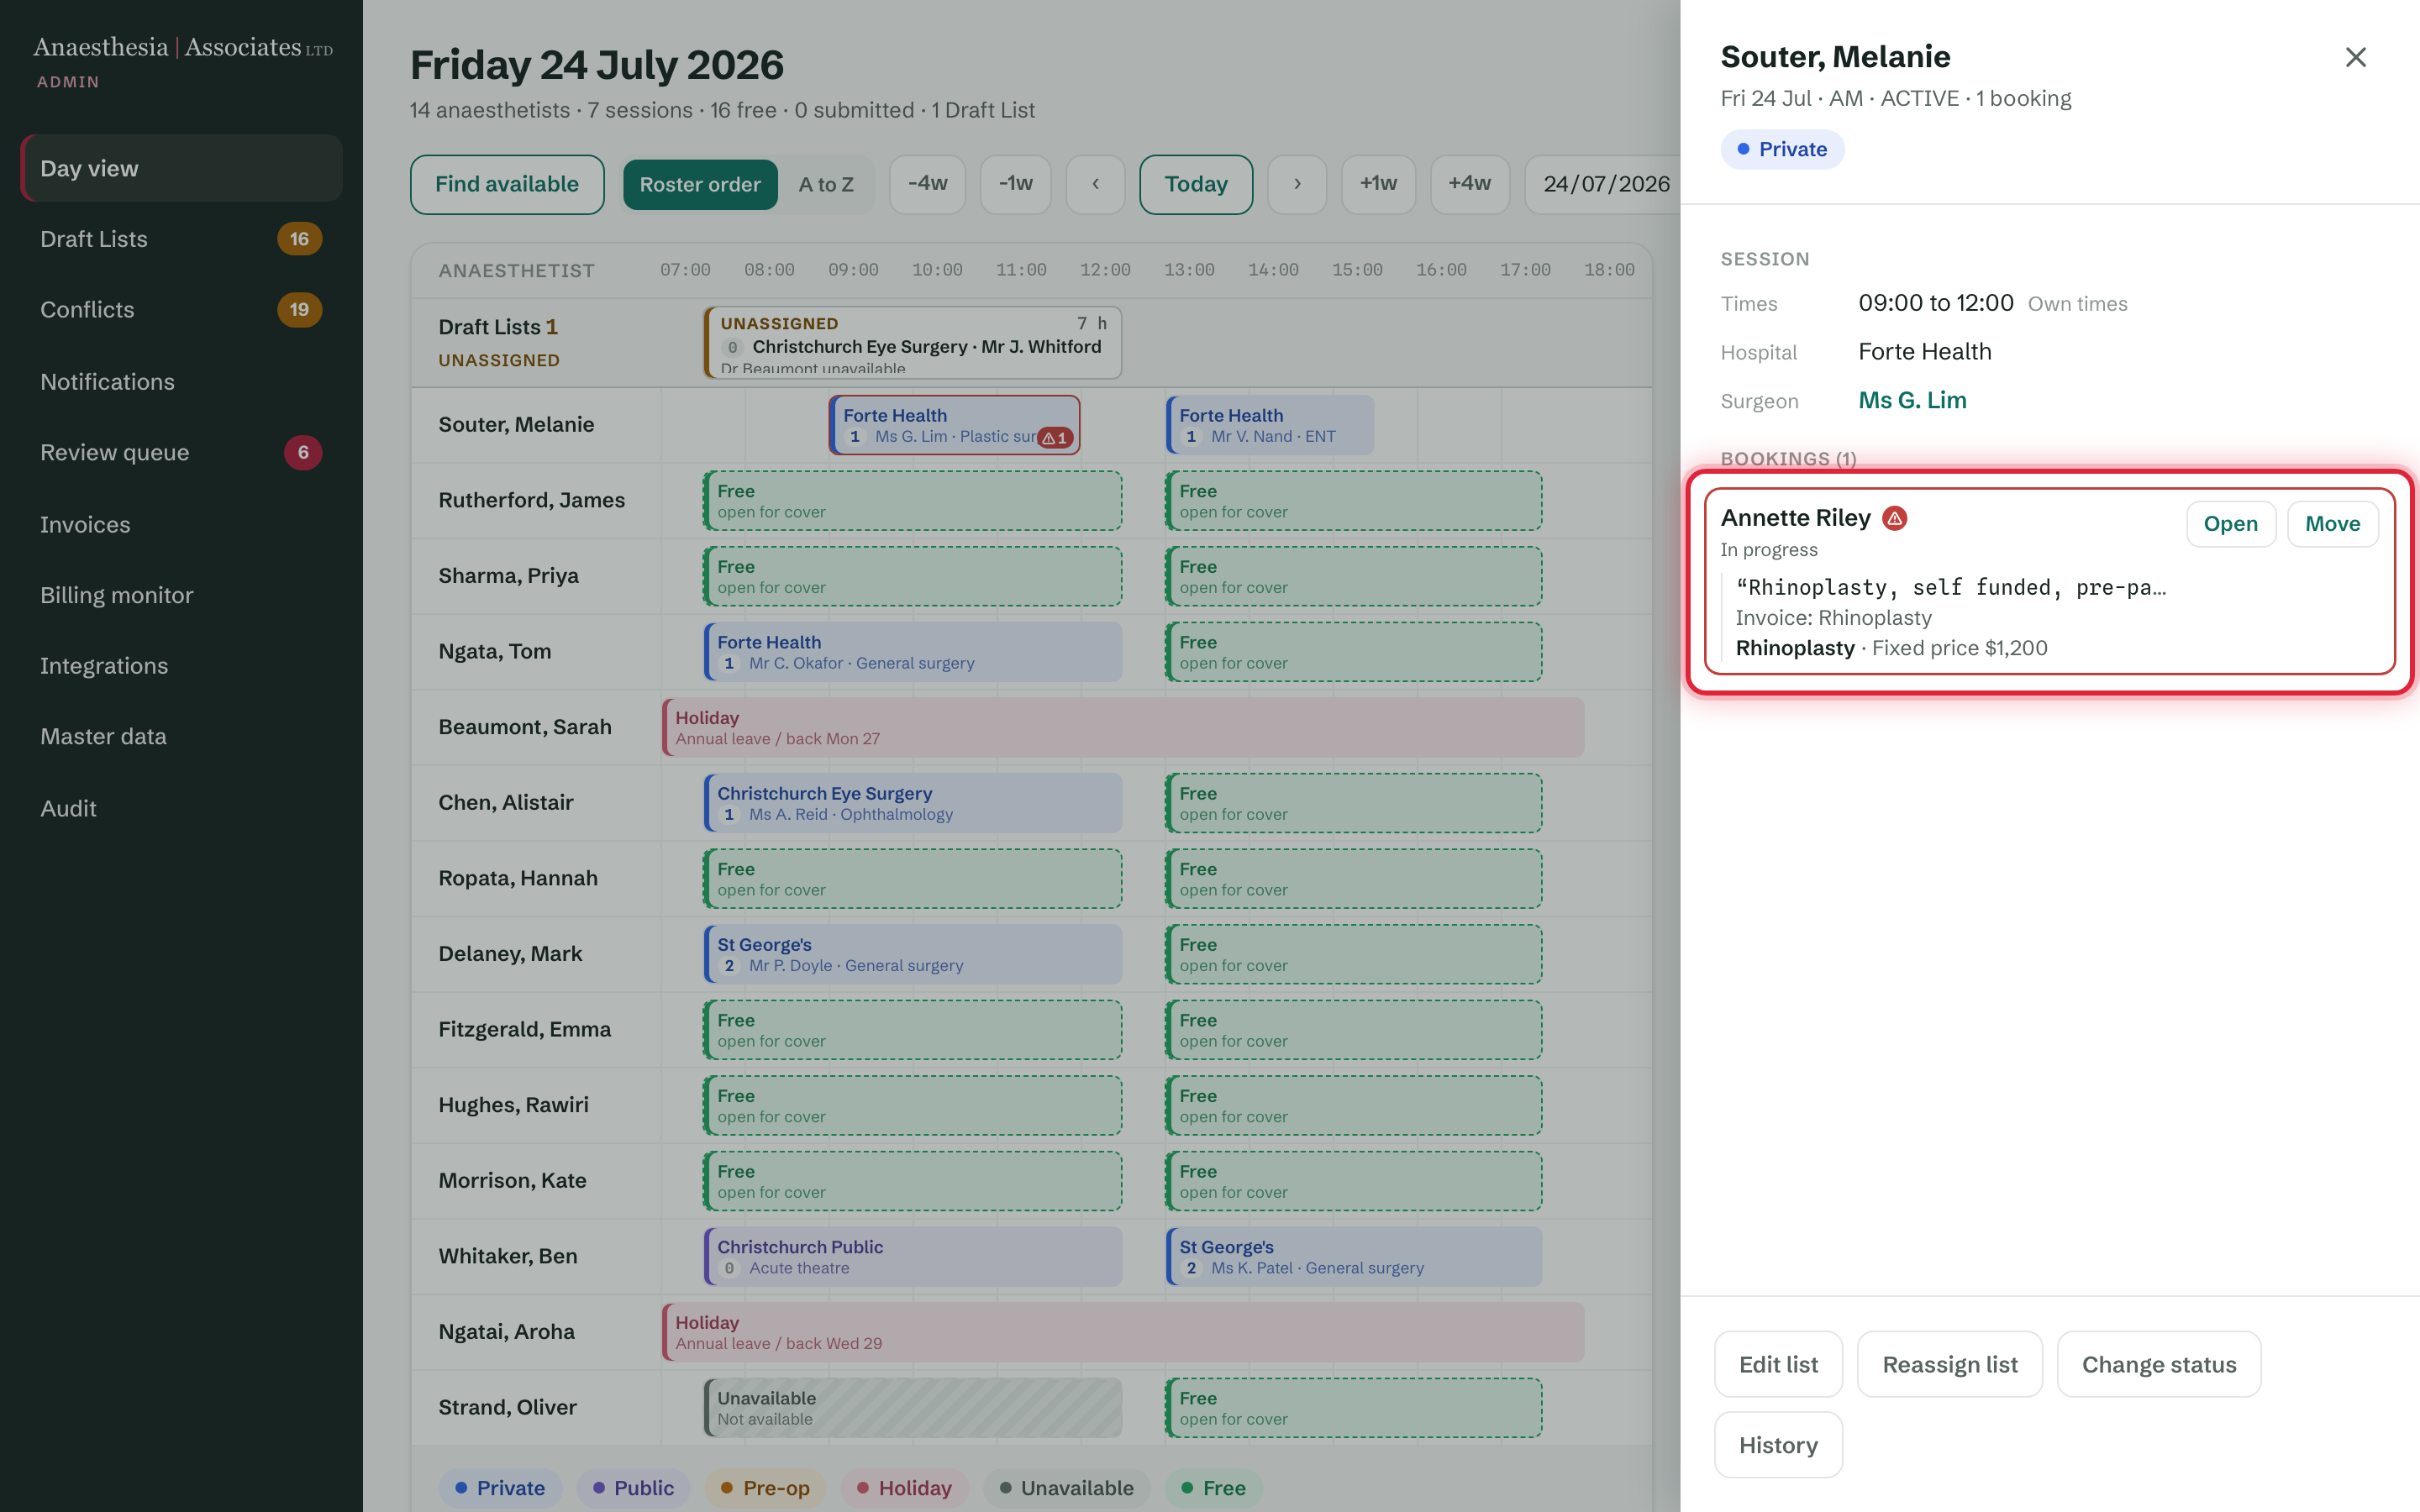 Anaesthesia | Associates LTD
ADMIN
Day view
Draft Lists 16
Conflicts 19
Notifications
Review queue 6
Invoices
Billing monitor
Integrations
Master data
Audit
Friday 24 July 2026
14 anaesthetists · 7 sessions · 16 free · 0 submitted · 1 Draft List
Find available Roster order A to Z -4w -1w ‹ Today › +1w +4w 24/07/2026
ANAESTHETIST 07:00 08:00 09:00 10:00 11:00 12:00 13:00 14:00 15:00 16:00 17:00 18:00
Draft Lists 1
UNASSIGNED
UNASSIGNED 7 h
0 Christchurch Eye Surgery · Mr J. Whitford
Dr Beaumont unavailable
Souter, Melanie
Forte Health
1 Ms G. Lim · Plastic sur 1
Forte Health
1 Mr V. Nand · ENT
Rutherford, James
Free
open for cover
Free
open for cover
Sharma, Priya
Free
open for cover
Free
open for cover
Ngata, Tom
Forte Health
1 Mr C. Okafor · General surgery
Free
open for cover
Beaumont, Sarah
Holiday
Annual leave / back Mon 27
Chen, Alistair
Christchurch Eye Surgery
1 Ms A. Reid · Ophthalmology
Free
open for cover
Ropata, Hannah
Free
open for cover
Free
open for cover
Delaney, Mark
St George's
2 Mr P. Doyle · General surgery
Free
open for cover
Fitzgerald, Emma
Free
open for cover
Free
open for cover
Hughes, Rawiri
Free
open for cover
Free
open for cover
Morrison, Kate
Free
open for cover
Free
open for cover
Whitaker, Ben
Christchurch Public
0 Acute theatre
St George's
2 Ms K. Patel · General surgery
Ngatai, Aroha
Holiday
Annual leave / back Wed 29
Strand, Oliver
Unavailable
Not available
Free
open for cover
Private Public Pre-op Holiday Unavailable Free
Souter, Melanie
Fri 24 Jul · AM · ACTIVE · 1 booking
Private
SESSION
Times 09:00 to 12:00 Own times
Hospital Forte Health
Surgeon Ms G. Lim
BOOKINGS (1)
Annette Riley
Open Move
In progress
“Rhinoplasty, self funded, pre-pa…
Invoice: Rhinoplasty
Rhinoplasty · Fixed price $1,200
Edit list Reassign list Change status
History